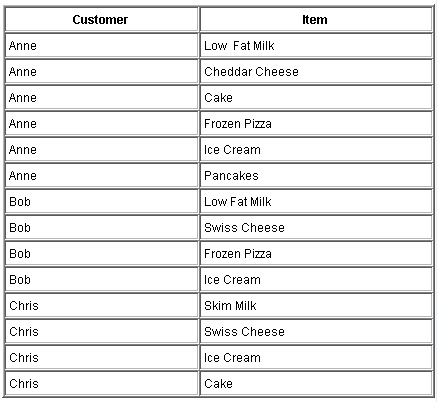 Customer Item
Anne Low Fat Milk
Anne Cheddar Cheese
Anne Cake
Anne Frozen Pizza
Anne Ice Cream
Anne Pancakes
Bob Low Fat Milk
Bob Swiss Cheese
Bob Frozen Pizza
Bob Ice Cream
Chris Skim Milk
Chris Swiss Cheese
Chris Ice Cream
Chris Cake